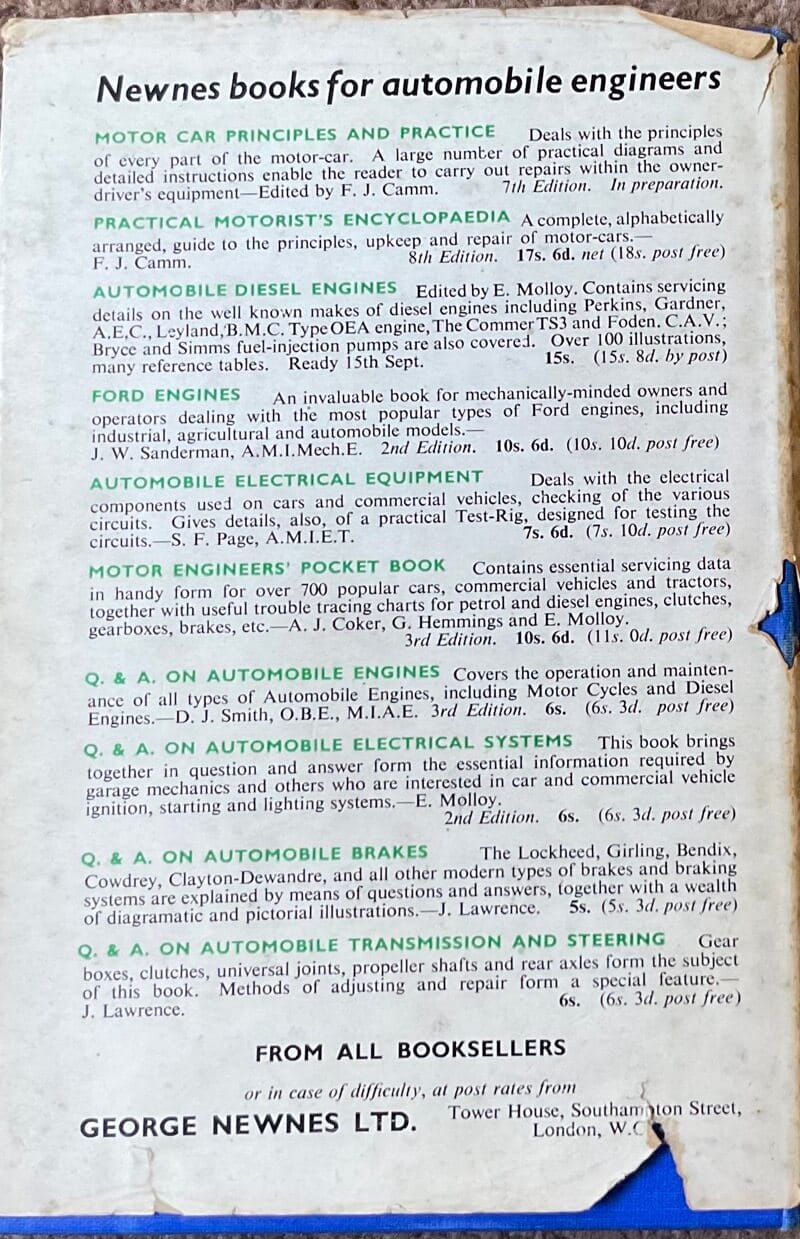 Newnes books for automobile engineers
MOTOR CAR PRINCIPLES AND PRACTICE Deals with the principles
of every part of the motor-car. A large number of practical diagrams and
detailed instructions enable the reader to carry out repairs within the owner-
driver's equipment—Edited by F. J. Camm. 7th Edition. In preparation.
PRACTICAL MOTORIST'S ENCYCLOPAEDIA A complete, alphabetically
arranged, guide to the principles, upkeep and repair of motor-cars.—
F. J. Camm. 8th Edition. 17s. 6d. net (18s. post free)
AUTOMOBILE DIESEL ENGINES Edited by E. Molloy. Contains servicing
details on the well known makes of diesel engines including Perkins, Gardner,
A.E.C., Leyland, B.M.C. Type OEA engine, The Commer TS3 and Foden. C.A.V.;
Bryce and Simms fuel-injection pumps are also covered. Over 100 illustrations,
many reference tables. Ready 15th Sept. 15s. (15s. 8d. by post)
FORD ENGINES An invaluable book for mechanically-minded owners and
operators dealing with the most popular types of Ford engines, including
industrial, agricultural and automobile models.—
J. W. Sanderman, A.M.I.Mech.E. 2nd Edition. 10s. 6d. (10s. 10d. post free)
AUTOMOBILE ELECTRICAL EQUIPMENT Deals with the electrical
components used on cars and commercial vehicles, checking of the various
circuits. Gives details, also, of a practical Test-Rig, designed for testing the
circuits.—S. F. Page, A.M.I.E.T. 7s. 6d. (7s. 10d. post free)
MOTOR ENGINEERS' POCKET BOOK Contains essential servicing data
in handy form for over 700 popular cars, commercial vehicles and tractors,
together with useful trouble tracing charts for petrol and diesel engines, clutches,
gearboxes, brakes, etc.—A. J. Coker, G. Hemmings and E. Molloy.
3rd Edition. 10s. 6d. (11s. 0d. post free)
Q. & A. ON AUTOMOBILE ENGINES Covers the operation and mainten-
ance of all types of Automobile Engines, including Motor Cycles and Diesel
Engines.—D. J. Smith, O.B.E., M.I.A.E. 3rd Edition. 6s. (6s. 3d. post free)
Q. & A. ON AUTOMOBILE ELECTRICAL SYSTEMS This book brings
together in question and answer form the essential information required by
garage mechanics and others who are interested in car and commercial vehicle
ignition, starting and lighting systems.—E. Molloy.
2nd Edition. 6s. (6s. 3d. post free)
Q. & A. ON AUTOMOBILE BRAKES The Lockheed, Girling, Bendix,
Cowdrey, Clayton-Dewandre, and all other modern types of brakes and braking
systems are explained by means of questions and answers, together with a wealth
of diagramatic and pictorial illustrations.—J. Lawrence. 5s. (5s. 3d. post free)
Q. & A. ON AUTOMOBILE TRANSMISSION AND STEERING Gear
boxes, clutches, universal joints, propeller shafts and rear axles form the subject
of this book. Methods of adjusting and repair form a special feature.—
J. Lawrence. 6s. (6s. 3d. post free)
FROM ALL BOOKSELLERS
or in case of difficulty, at post rates from
GEORGE NEWNES LTD. Tower House, Southampton Street,
London, W.C